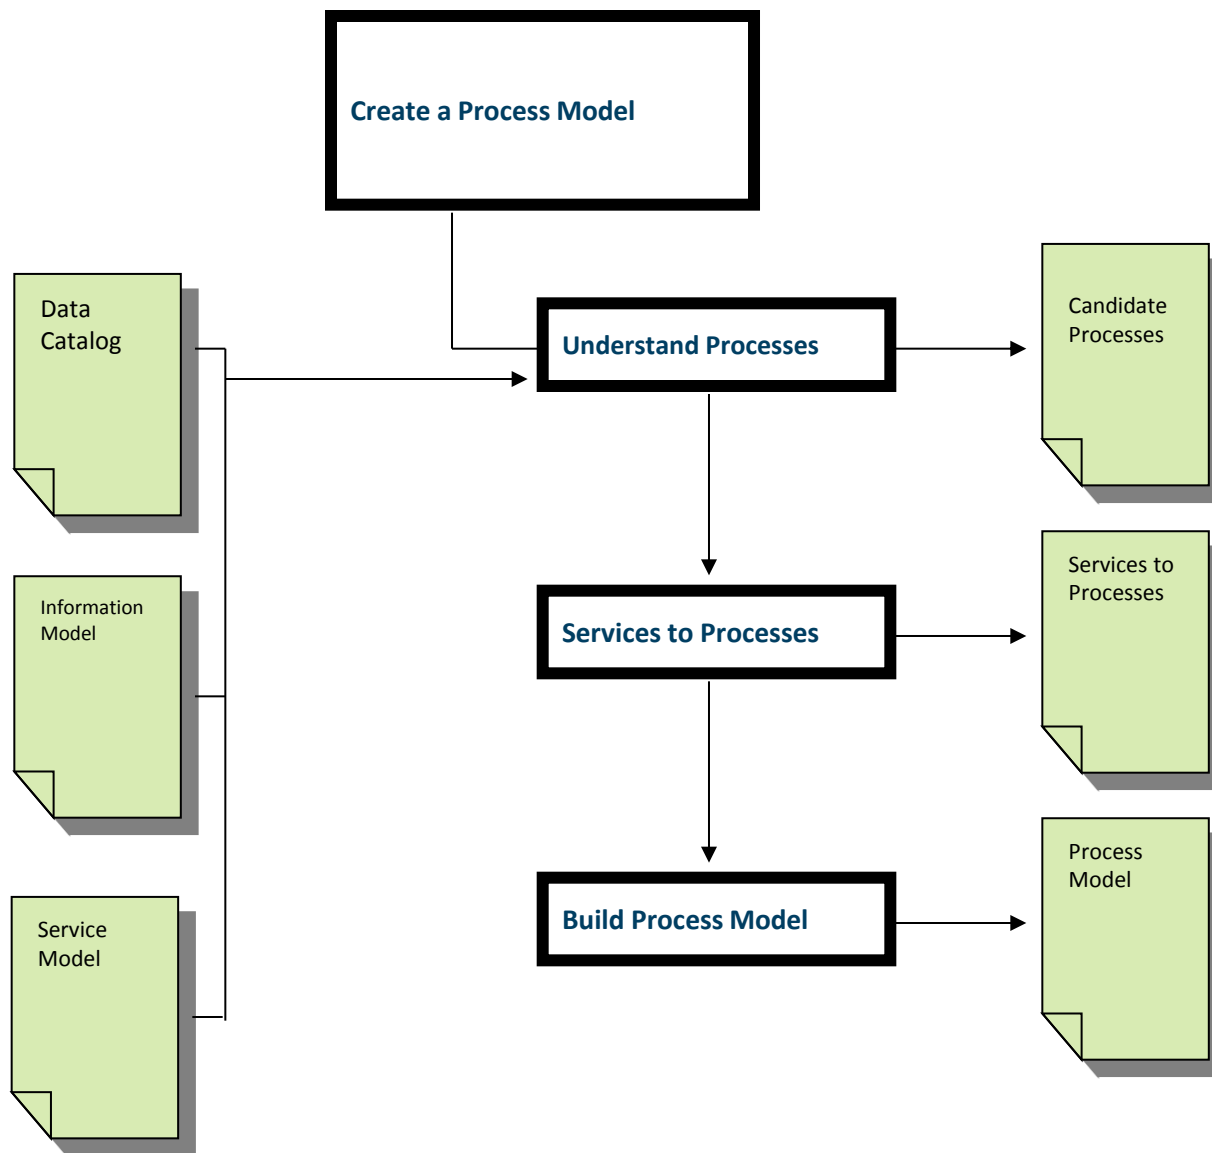 Create a Process Model
Data
Catalog
Understand Processes
Candidate
Processes
Information
Model
Services to Processes
Services to
Processes
Service
Model
Build Process Model
Process
Model